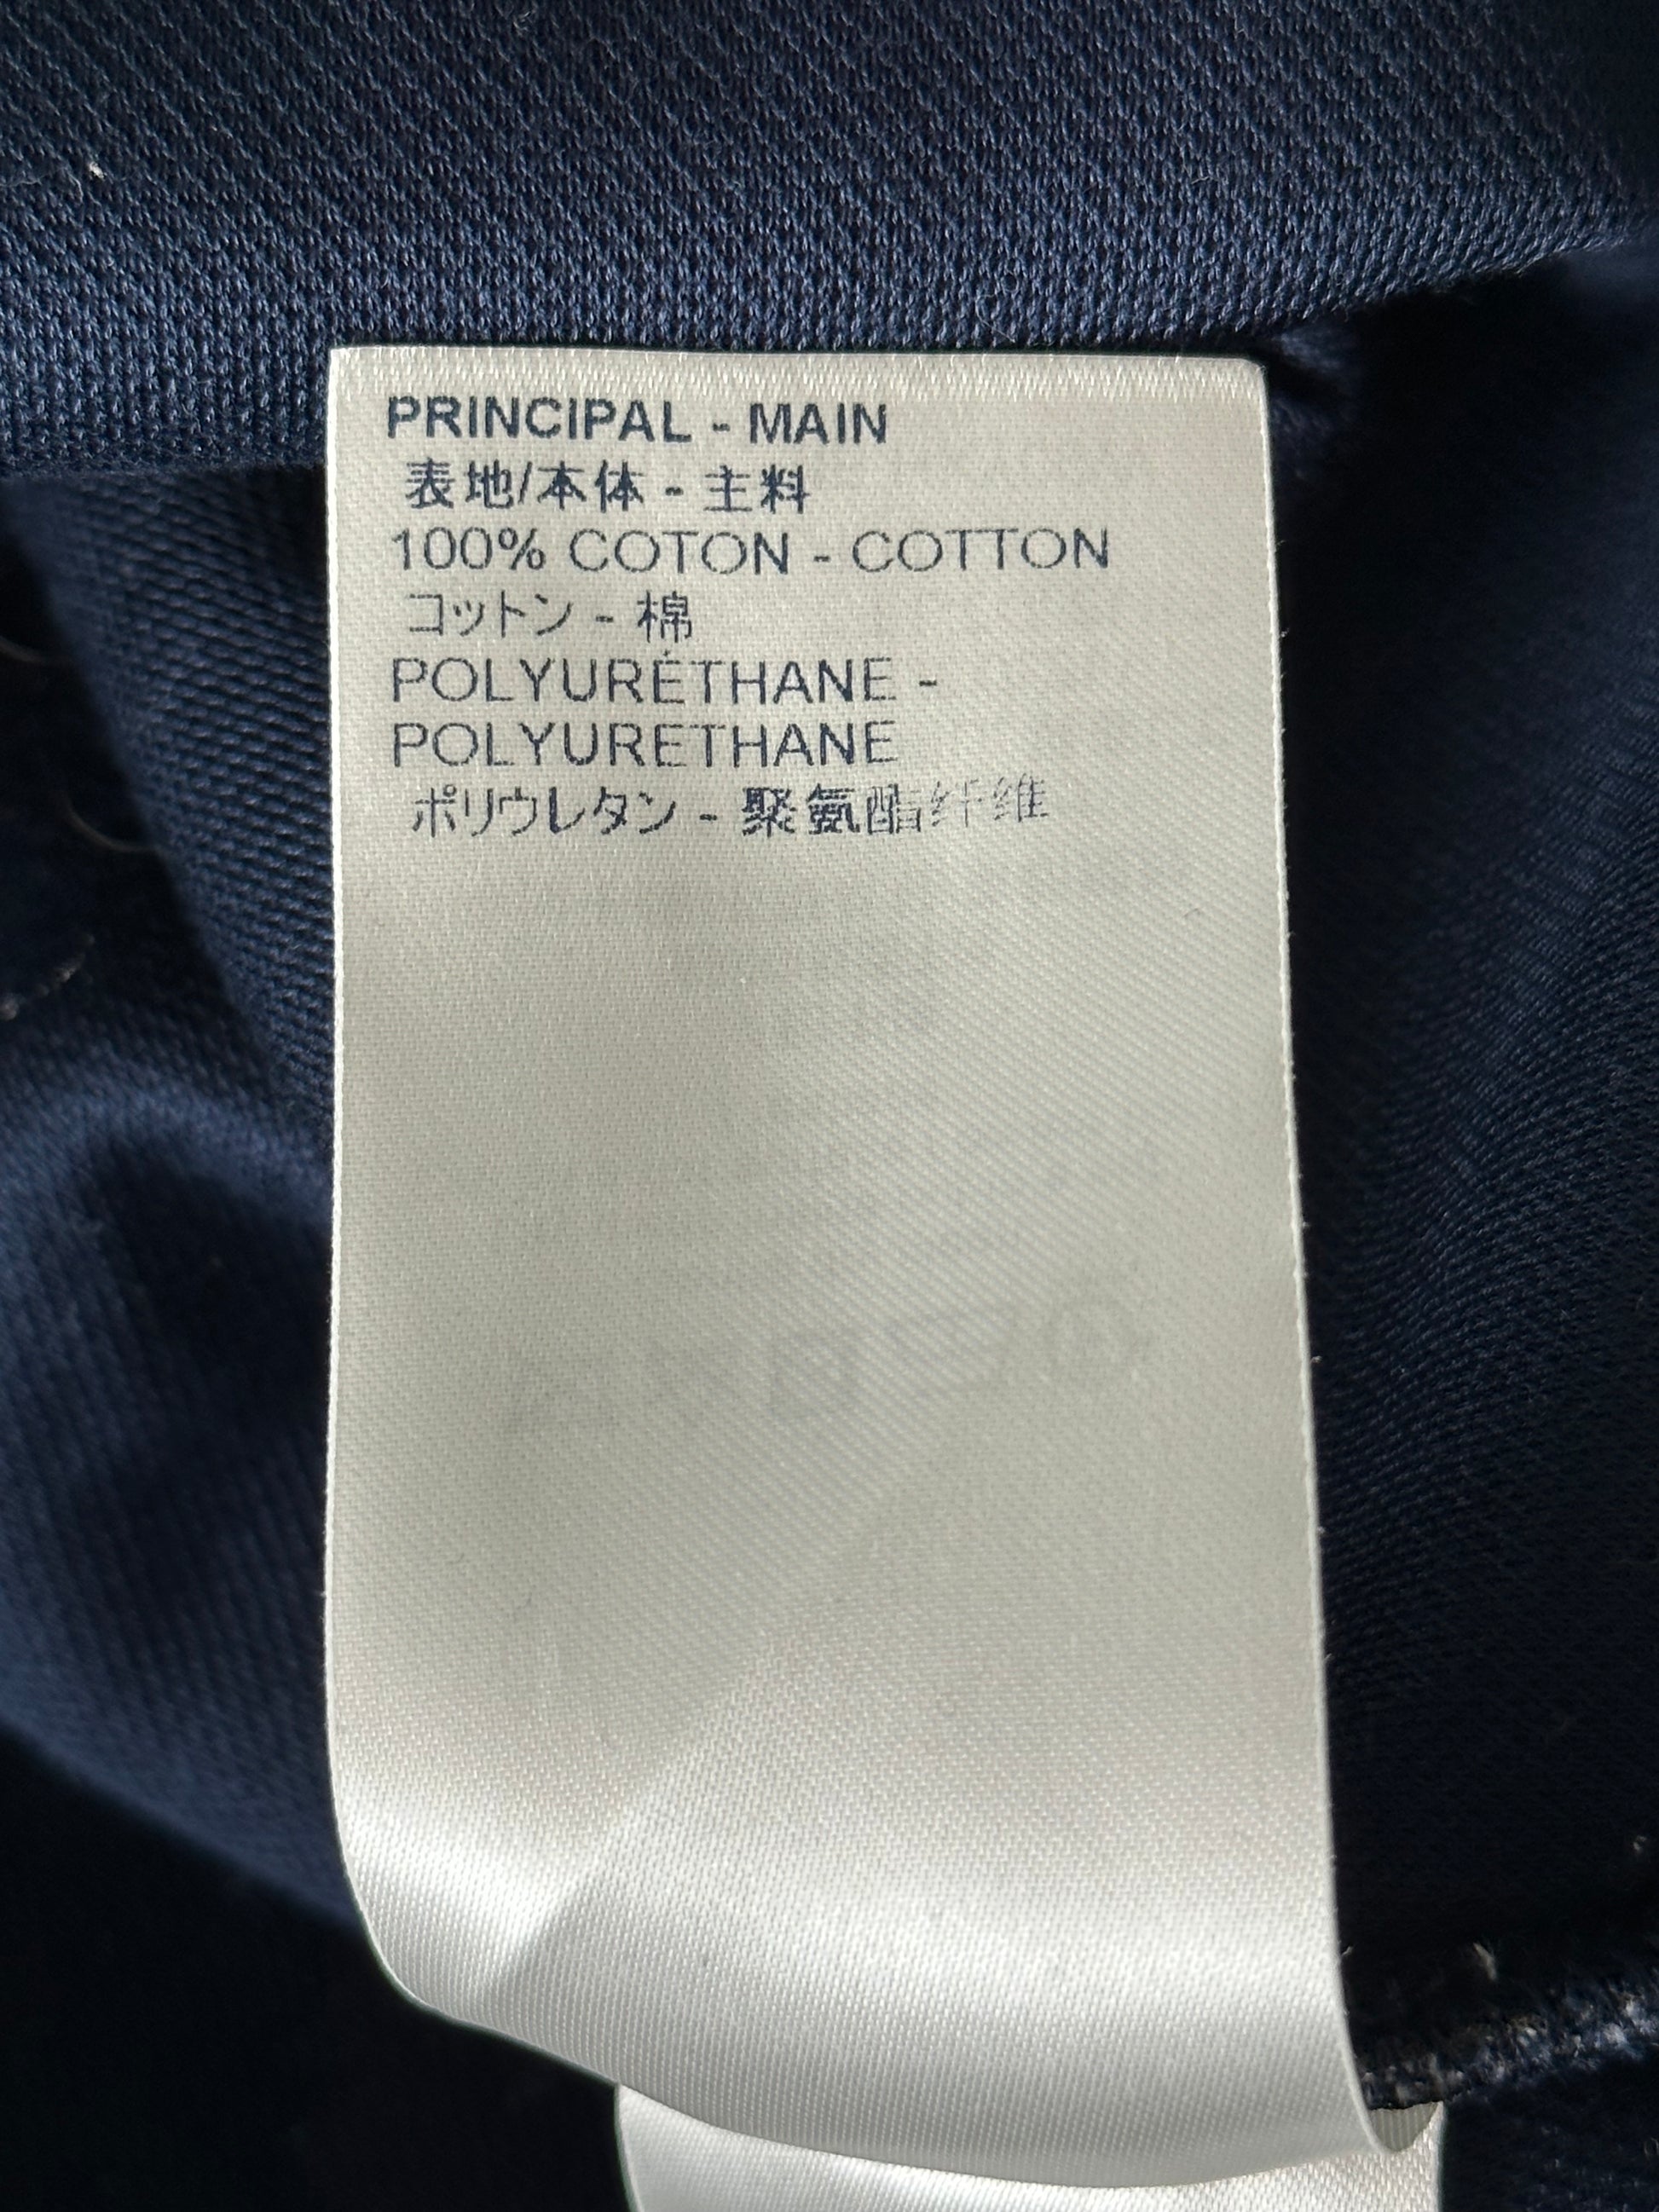 PRINCIPAL - MAIN
表地/本体 - 主料
100% COTON - COTTON
コットン - 棉
POLYURÉTHANE -
POLYURETHANE
ポリウレタン - 聚氨酯纤维